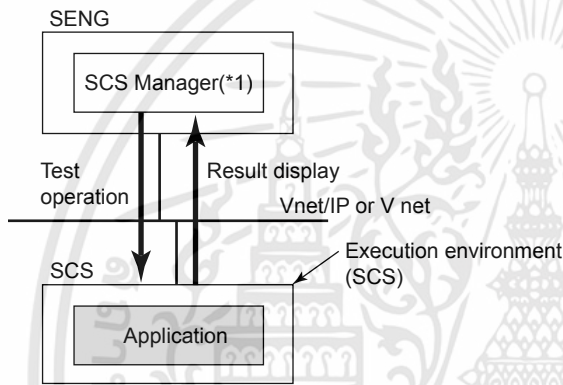 SENG
SCS Manager(*1)
Test
operation
Result display
Vnet/IP or V net
Execution environment
(SCS)
SCS
Application